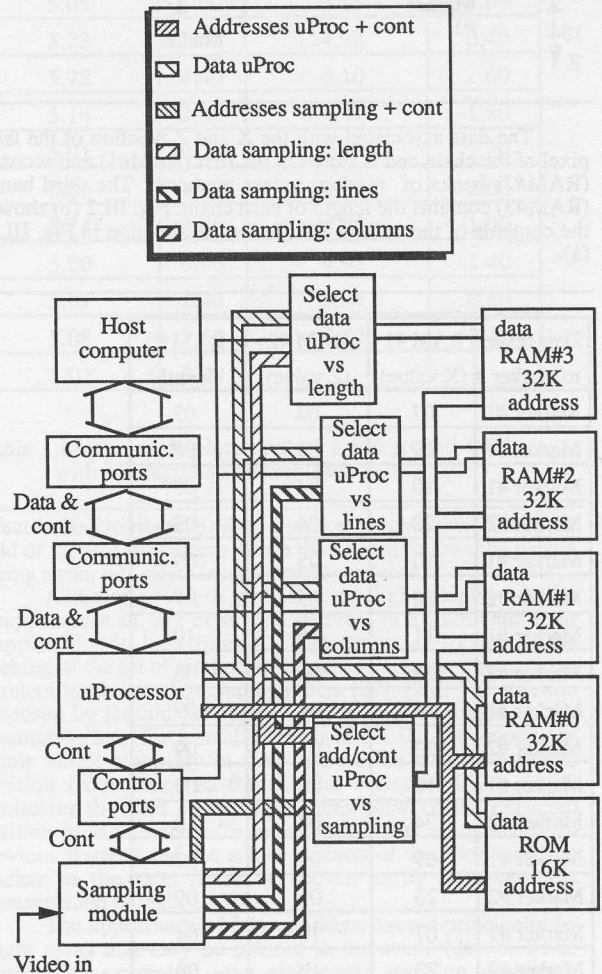 Addresses uProc + cont
Data uProc
Addresses sampling + cont
Data sampling: length
Data sampling: lines
Data sampling: columns
Host
computer
Communic.
ports
Data &
cont
Communic.
ports
Data &
cont
uProcessor
Cont
Control
ports
Cont
Sampling
module
Video in
Select
data
uProc
vs
length
Select
data
uProc
vs
lines
Select
data
uProc
vs
columns
Select
add/cont
uProc
vs
sampling
data
RAM#3
32K
address
data
RAM#2
32K
address
data
RAM#1
32K
address
data
RAM#0
32K
address
data
ROM
16K
address